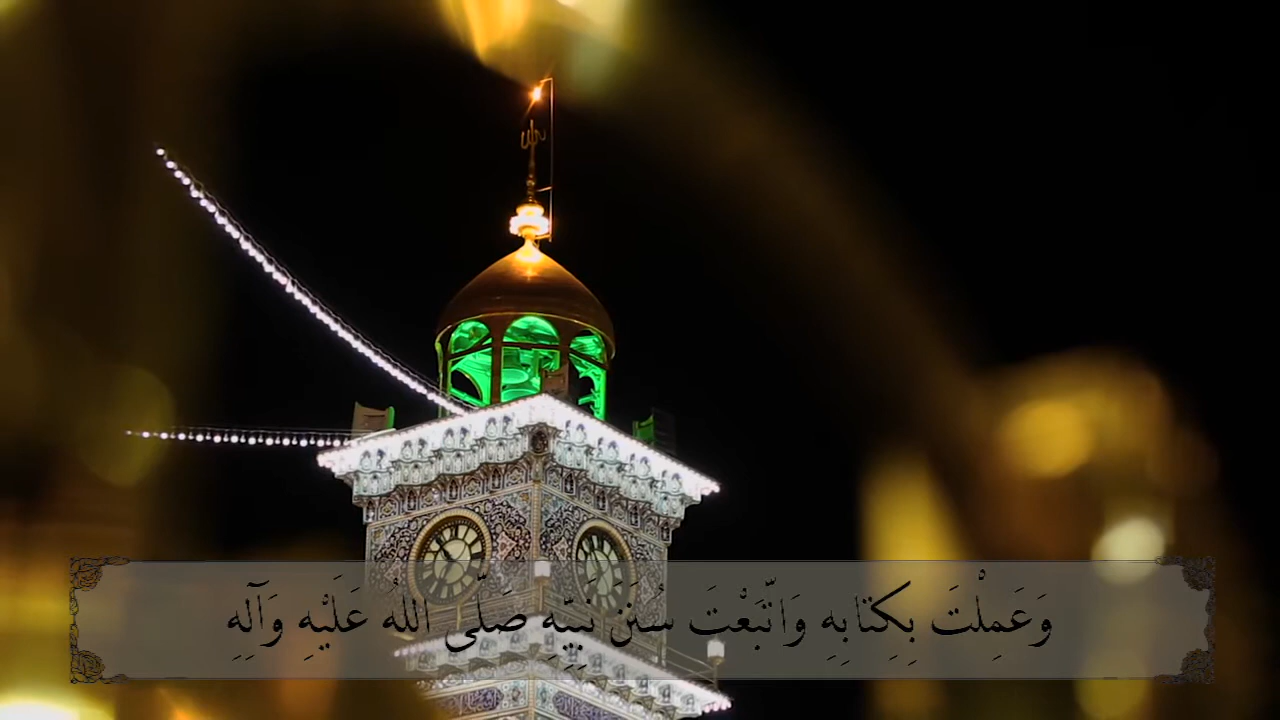 وَعَمِلْتَ بِكِتابِهِ وَاتَّبَعْتَ سُنَنَ نَبِيِّهِ صَلَّى اللهُ عَلَيْهِ وَآلِهِ